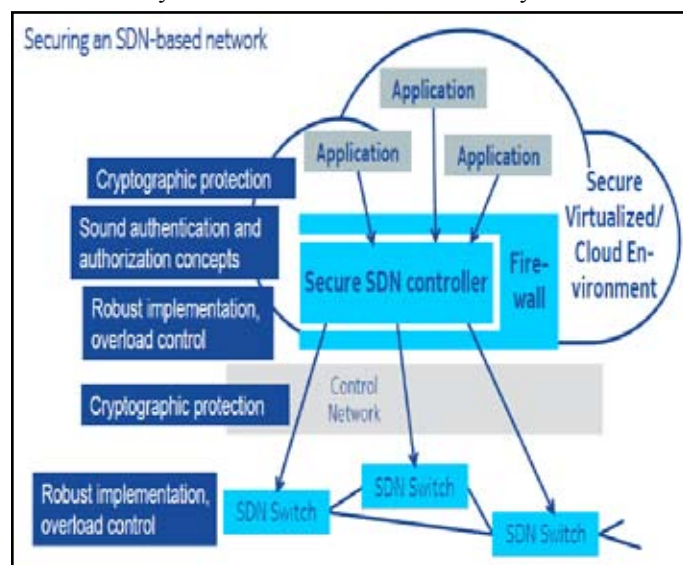 Securing an SDN-based network
Application
Application
Application
Cryptographic protection
Sound authentication and
authorization concepts
Robust implementation,
overload control
Secure SDN controller
Fire-
wall
Secure
Virtualized/
Cloud En-
vironment
Cryptographic protection
Control
Network
Robust implementation,
overload control
SDN Switch
SDN Switch
SDN Switch